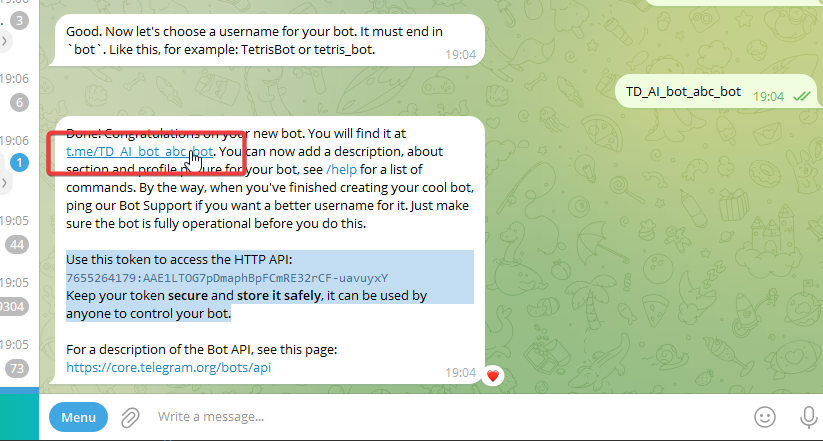 3
Good. Now let's choose a username for your bot. It must end in
`bot`. Like this, for example: TetrisBot or tetris_bot.
19:04
19:06
6
TD_AI_bot_abc_bot 19:04
Done! Congratulations on your new bot. You will find it at
19:06
t.me/TD_AI_bot_abc_bot. You can now add a description, about
1
section and profile picture for your bot, see /help for a list of
commands. By the way, when you've finished creating your cool bot,
ping our Bot Support if you want a better username for it. Just make
19:05
sure the bot is fully operational before you do this.
44
Use this token to access the HTTP API:
7655264179:AAE1LTOG7pDmaphBpFCmRE32rCF-uavuyxY
19:05
Keep your token secure and store it safely, it can be used by
9304
anyone to control your bot.
19:05
For a description of the Bot API, see this page:
73
https://core.telegram.org/bots/api
19:04
Menu
Write a message...